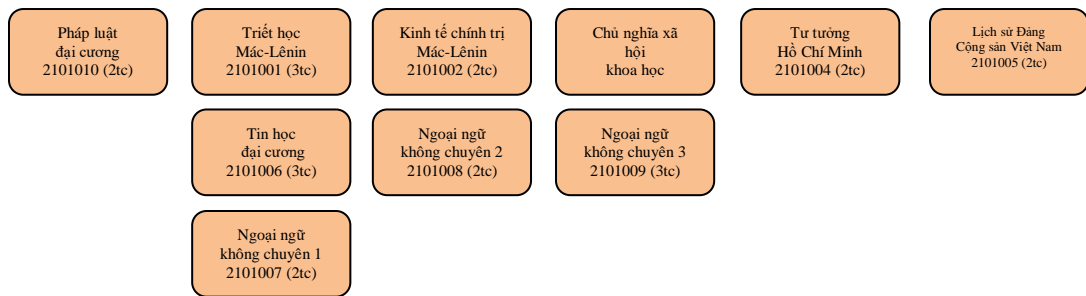 Pháp luật
đại cương
2101010 (2tc)
Triết học
Mác-Lênin
2101001 (3tc)
Kinh tế chính trị
Mác-Lênin
2101002 (2tc)
Chủ nghĩa xã
hội
khoa học
Tư tưởng
Hồ Chí Minh
2101004 (2tc)
Lịch sử Đảng
Cộng sản Việt Nam
2101005 (2tc)
Tin học
đại cương
2101006 (3tc)
Ngoại ngữ
không chuyên 2
2101008 (2tc)
Ngoại ngữ
không chuyên 3
2101009 (3tc)
Ngoại ngữ
không chuyên 1
2101007 (2tc)